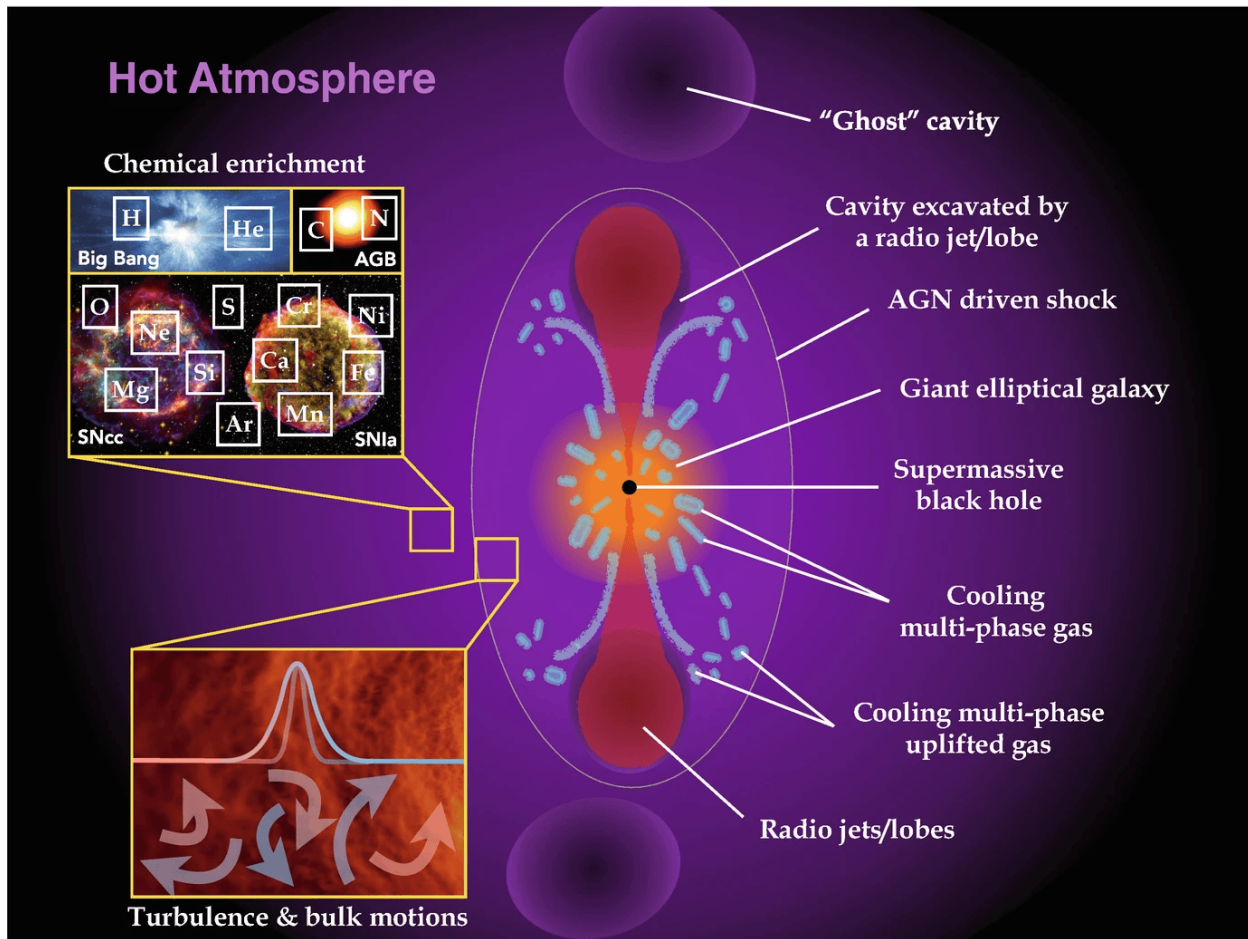 Hot Atmosphere
Chemical enrichment
H
He
Big Bang
C
N
AGB
O
S
Cr
Ni
Ne
Si
Ca
Fe
Mg
Ar
Mn
SNcc
SNIa
Turbulence & bulk motions
“Ghost” cavity
Cavity excavated by
a radio jet/lobe
AGN driven shock
Giant elliptical galaxy
Supermassive
black hole
Cooling
multi-phase gas
Cooling multi-phase
uplifted gas
Radio jets/lobes